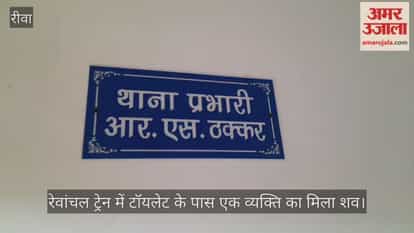 रीवा
अमर
उजाला
amarujala.com
थाना प्रभारी
आर. एस. ठक्कर
रेवांचल ट्रेन में टॉयलेट के पास एक व्यक्ति का मिला शव।